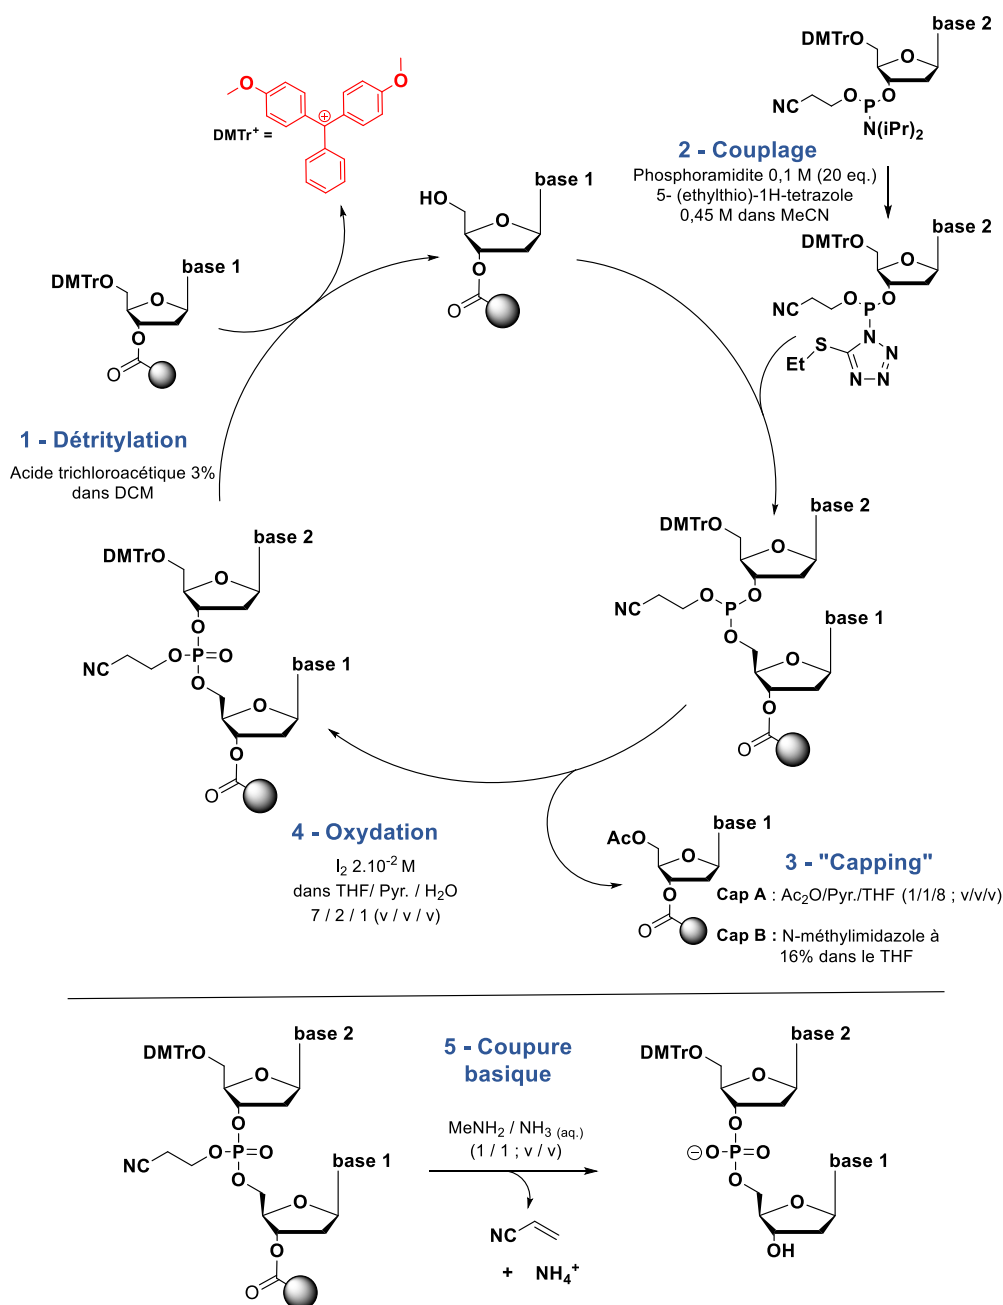 DMTr⁺ =
O
O
⊕
DMTrO
base 2
O
NC
O
P
O
N(iPr)₂
2 - Couplage
Phosphoramidite 0,1 M (20 eq.)
5- (ethylthio)-1H-tetrazole
0,45 M dans MeCN
base 1
HO
O
O
O
base 2
DMTrO
O
NC
O
P
O
N
N
N
N
S
Et
base 1
DMTrO
O
O
O
1 - Détritylation
Acide trichloroacétique 3%
dans DCM
base 2
DMTrO
O
O
NC
O
P
O
O
base 1
O
O
O
base 2
DMTrO
O
NC
O
P
O
O
base 1
O
O
O
4 - Oxydation
I₂ 2.10⁻² M
dans THF/ Pyr. / H₂O
7 / 2 / 1 (v / v / v)
base 1
AcO
O
O
O
3 - "Capping"
Cap A : Ac₂O/Pyr./THF (1/1/8 ; v/v/v)
Cap B : N-méthylimidazole à
16% dans le THF
base 2
DMTrO
O
O
NC
O
P
O
O
base 1
O
O
O
5 - Coupure
basique
MeNH₂ / NH₃ (aq.)
(1 / 1 ; v / v)
NC
+ NH₄⁺
base 2
DMTrO
O
O
⊖
O
P
O
O
base 1
O
OH